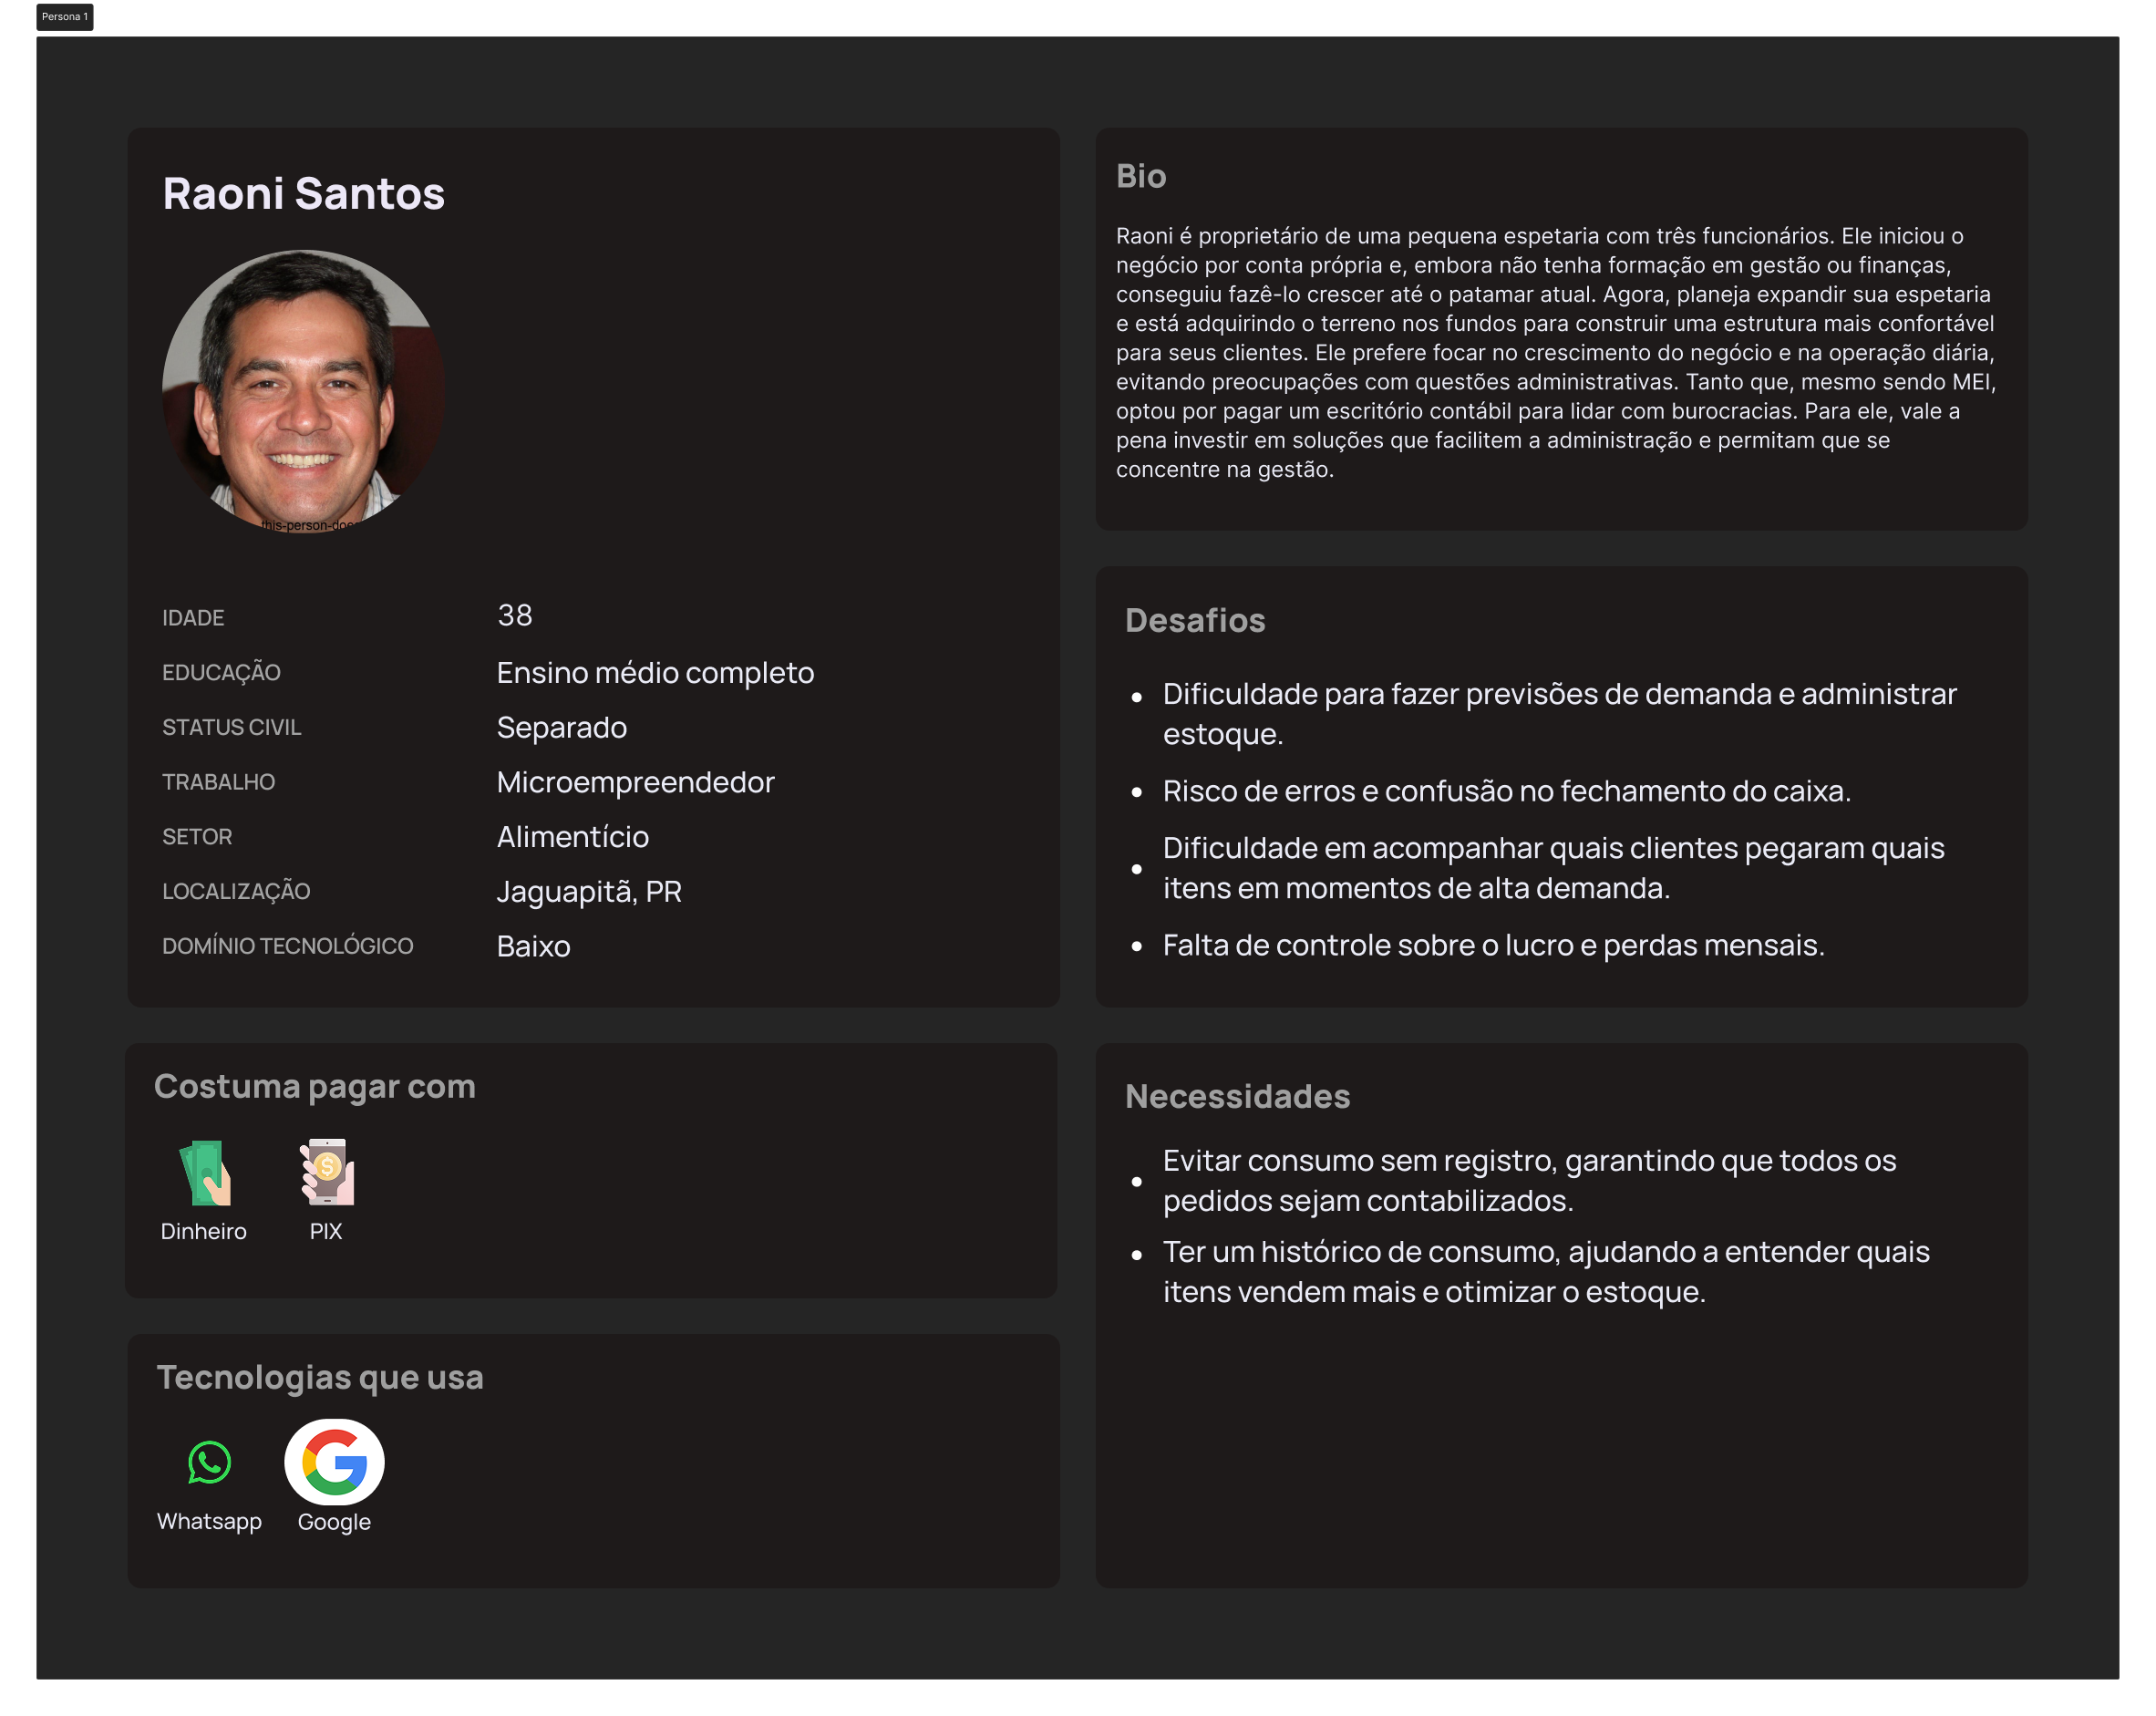 Persona 1
Raoni Santos
this-person-doe
IDADE 38
EDUCAÇÃO Ensino médio completo
STATUS CIVIL Separado
TRABALHO Microempreendedor
SETOR Alimentício
LOCALIZAÇÃO Jaguapitã, PR
DOMÍNIO TECNOLÓGICO Baixo
Costuma pagar com
Dinheiro PIX
Tecnologias que usa
Whatsapp Google
Bio
Raoni é proprietário de uma pequena espetaria com três funcionários. Ele iniciou o
negócio por conta própria e, embora não tenha formação em gestão ou finanças,
conseguiu fazê-lo crescer até o patamar atual. Agora, planeja expandir sua espetaria
e está adquirindo o terreno nos fundos para construir uma estrutura mais confortável
para seus clientes. Ele prefere focar no crescimento do negócio e na operação diária,
evitando preocupações com questões administrativas. Tanto que, mesmo sendo MEI,
optou por pagar um escritório contábil para lidar com burocracias. Para ele, vale a
pena investir em soluções que facilitem a administração e permitam que se
concentre na gestão.
Desafios
• Dificuldade para fazer previsões de demanda e administrar
estoque.
• Risco de erros e confusão no fechamento do caixa.
• Dificuldade em acompanhar quais clientes pegaram quais
itens em momentos de alta demanda.
• Falta de controle sobre o lucro e perdas mensais.
Necessidades
• Evitar consumo sem registro, garantindo que todos os
pedidos sejam contabilizados.
• Ter um histórico de consumo, ajudando a entender quais
itens vendem mais e otimizar o estoque.